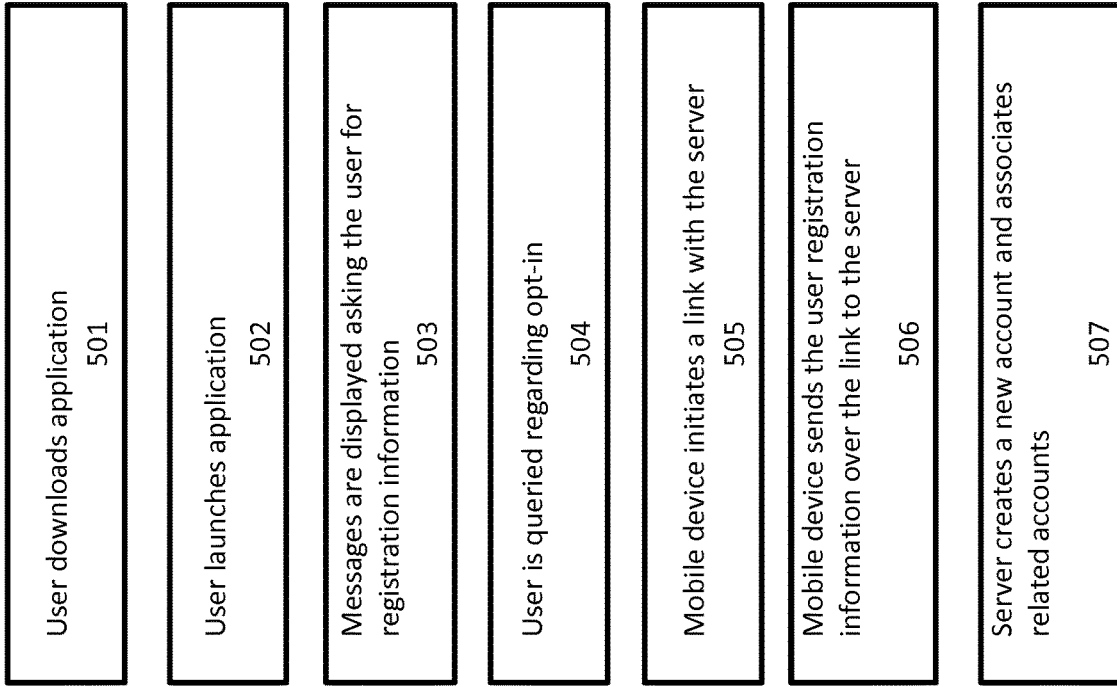 User downloads application
501
User launches application
502
Messages are displayed asking the user for
registration information
503
User is queried regarding opt-in
504
Mobile device initiates a link with the server
505
Mobile device sends the user registration
information over the link to the server
506
Server creates a new account and associates
related accounts
507